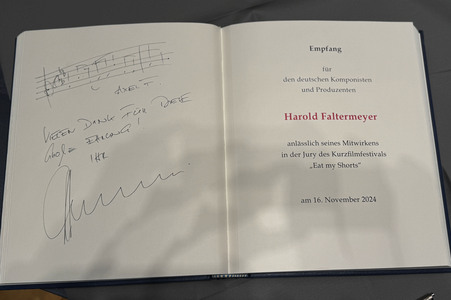 AXEL F.
VIELEN DANK FÜR DIESE
GROßE EHRUNG!
IHR
Empfang
für
den deutschen Komponisten
und Produzenten
Harold Faltermeyer
anlässlich seines Mitwirkens
in der Jury des Kurzfilmfestivals
„Eat my Shorts“
am 16. November 2024